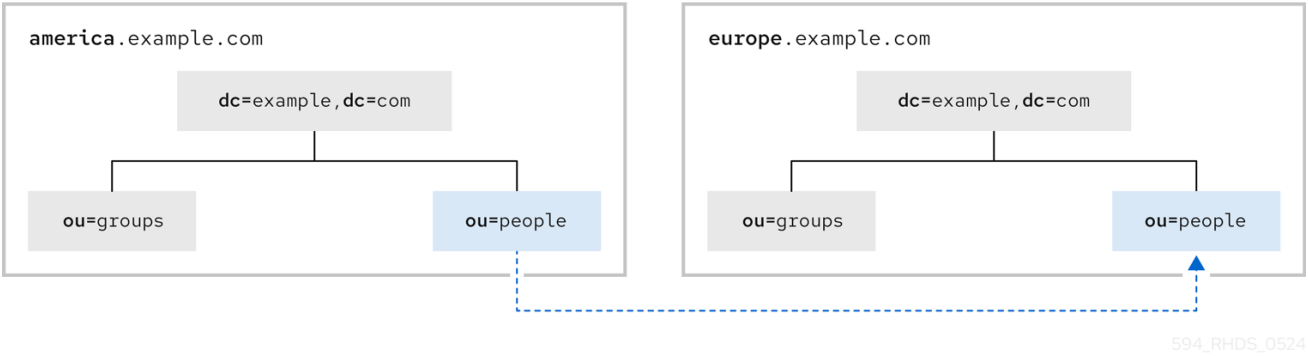 america.example.com
dc=example,dc=com
ou=groups
ou=people
europe.example.com
dc=example,dc=com
ou=groups
ou=people
594_RHDS_0524